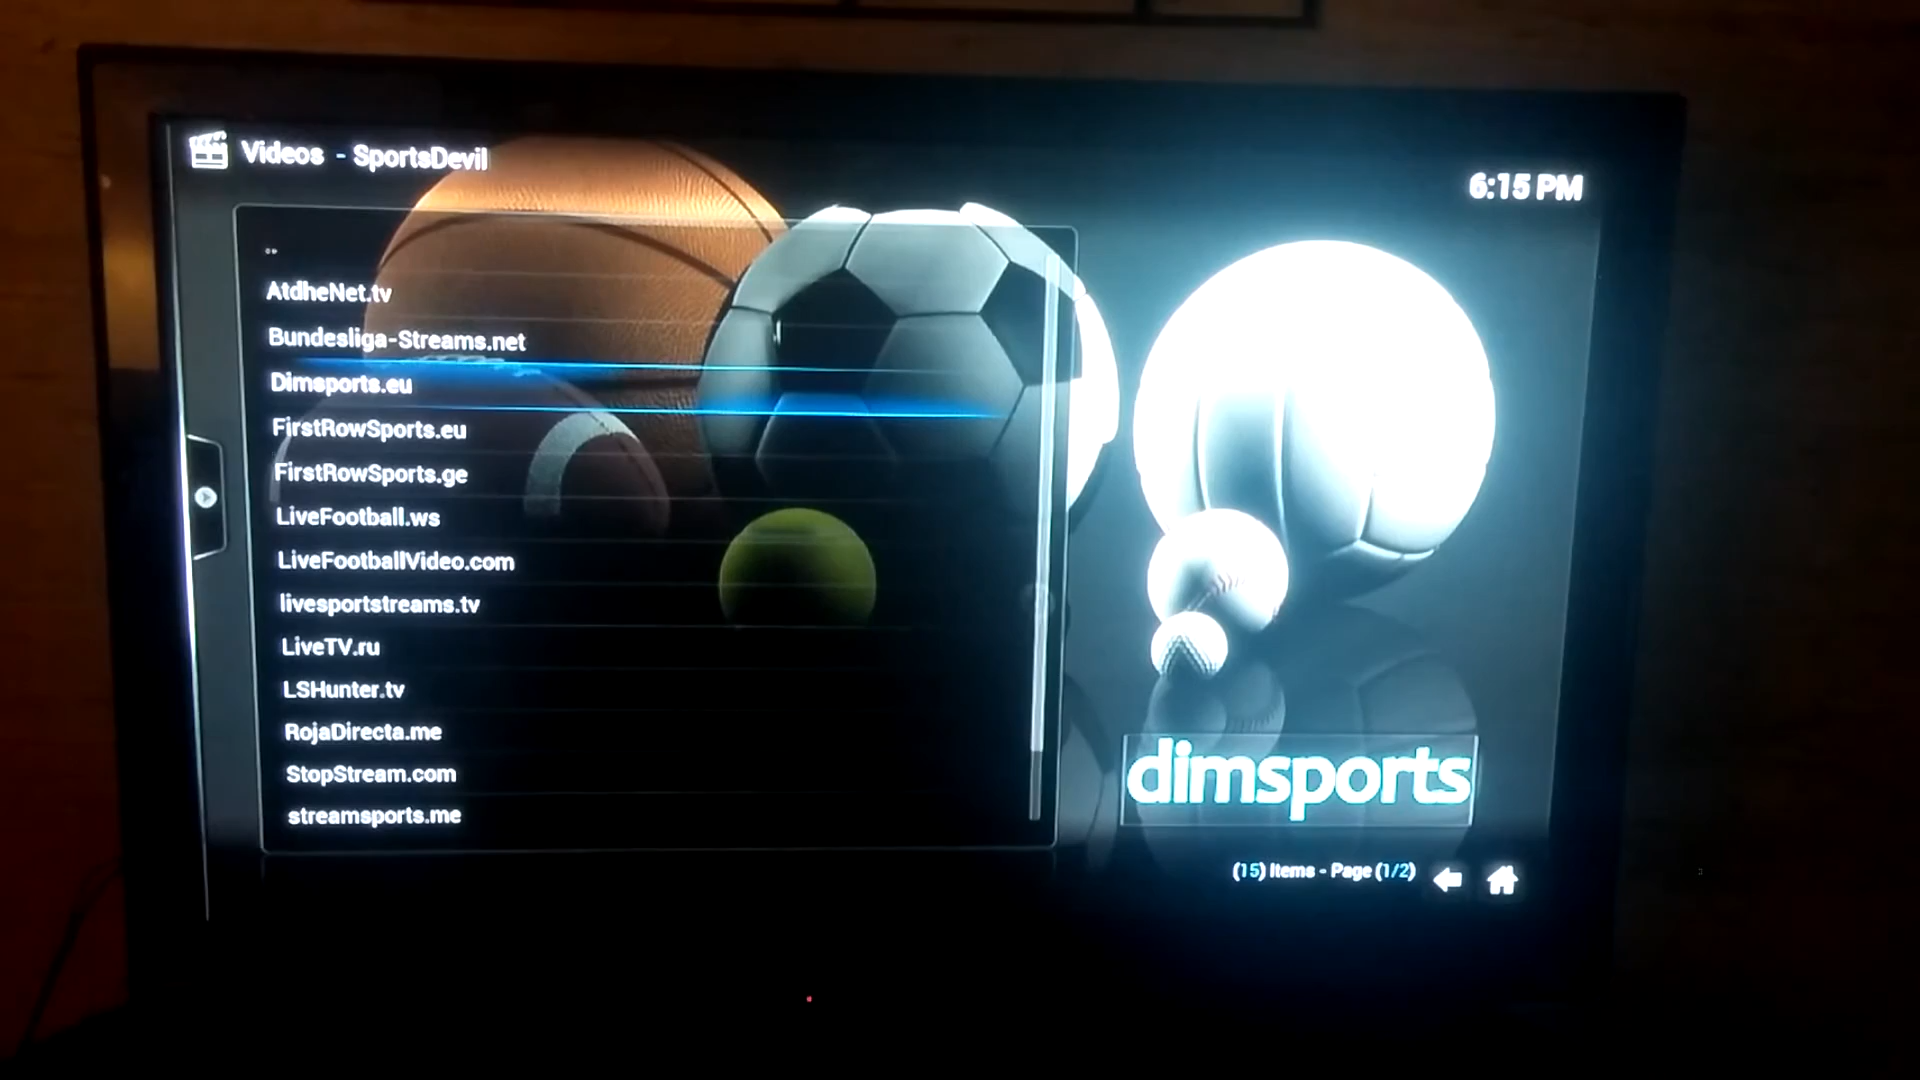 Videos - SportsDevil
6:15 PM
..
AtdheNet.tv
Bundesliga-Streams.net
Dimsports.eu
FirstRowSports.eu
FirstRowSports.ge
LiveFootball.ws
LiveFootballVideo.com
livesportstreams.tv
LiveTV.ru
LSHunter.tv
RojaDirecta.me
StopStream.com
streamsports.me
dimsports
(15) Items - Page (1/2)